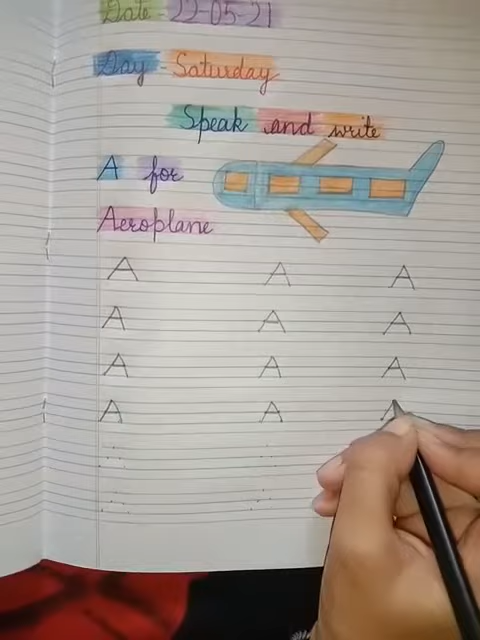 Date - 22-05-21
Day - Saturday
Speak and write
A for
Aeroplane
A A A
A A A
A A A
A A